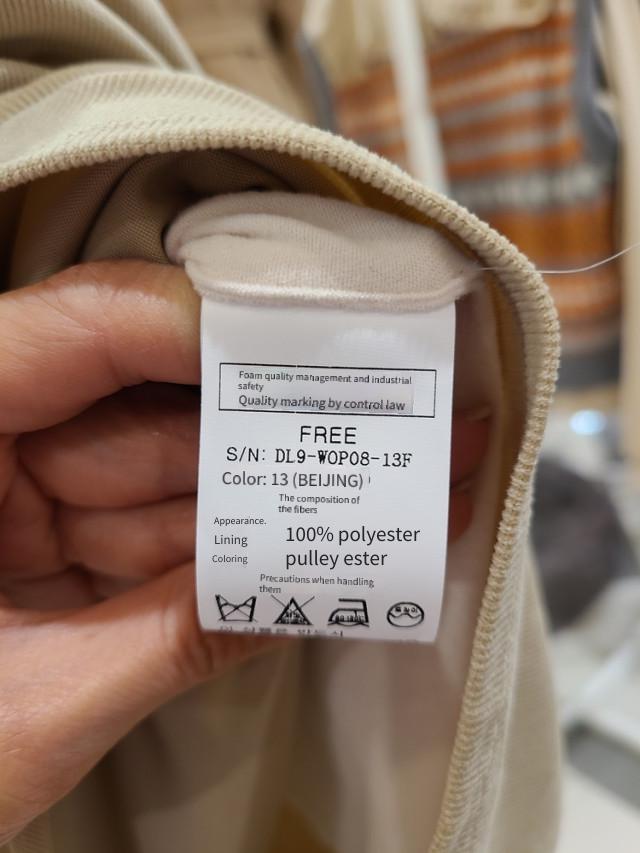 Foam quality management and industrial
safety
Quality marking by control law
FREE
S/N: DL9-WOP08-13F
Color: 13 (BEIJING)
The composition of
the fibers
Appearance.
Lining 100% polyester
Coloring pulley ester
Precautions when handling
them